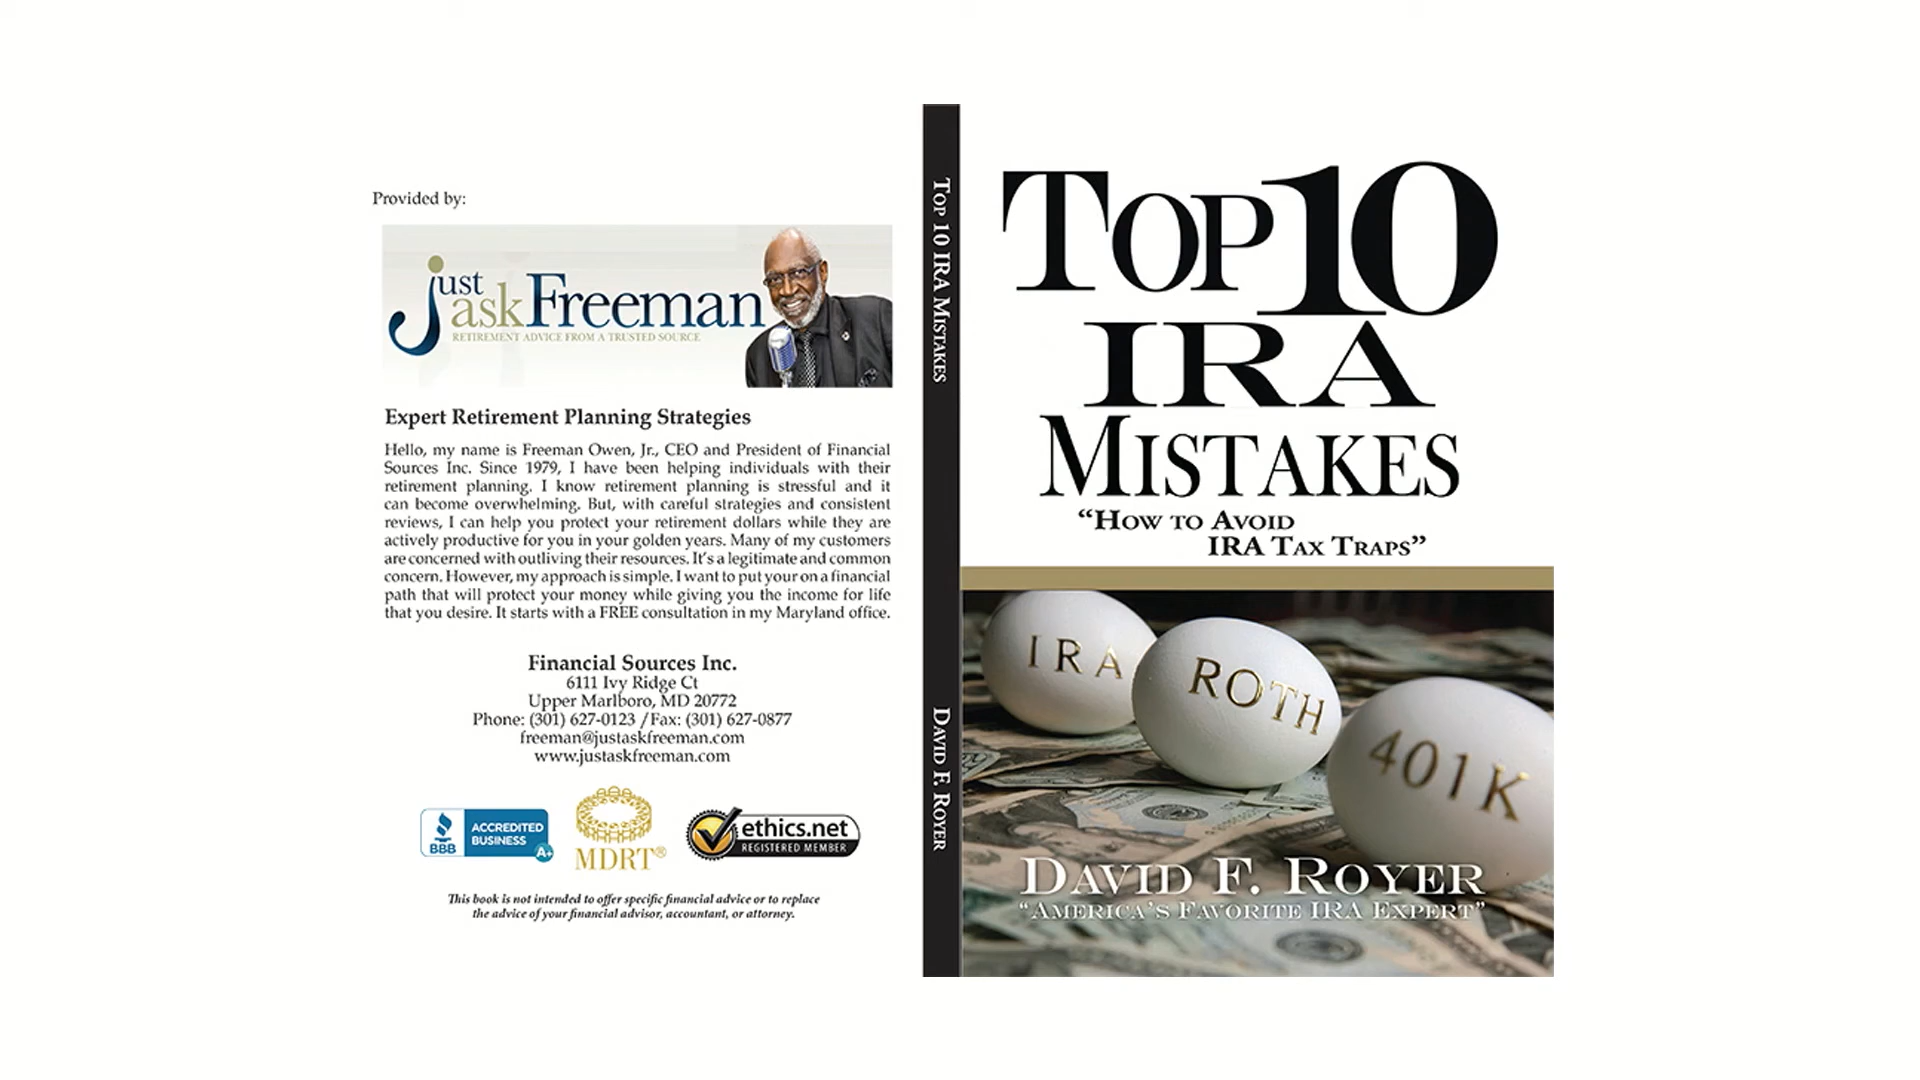 Provided by:
just
ask Freeman
RETIREMENT ADVICE FROM A TRUSTED SOURCE
Expert Retirement Planning Strategies
Hello, my name is Freeman Owen, Jr., CEO and President of Financial
Sources Inc. Since 1979, I have been helping individuals with their
retirement planning. I know retirement planning is stressful and it
can become overwhelming. But, with careful strategies and consistent
reviews, I can help you protect your retirement dollars while they are
actively productive for you in your golden years. Many of my customers
are concerned with outliving their resources. It's a legitimate and common
concern. However, my approach is simple. I want to put your on a financial
path that will protect your money while giving you the income for life
that you desire. It starts with a FREE consultation in my Maryland office.
Financial Sources Inc.
6111 Ivy Ridge Ct
Upper Marlboro, MD 20772
Phone: (301) 627-0123 /Fax: (301) 627-0877
freeman@justaskfreeman.com
www.justaskfreeman.com
BBB
ACCREDITED
BUSINESS
A+
MDRT®
ethics.net
REGISTERED MEMBER
This book is not intended to offer specific financial advice or to replace
the advice of your financial advisor, accountant, or attorney.
TOP 10 IRA MISTAKES
DAVID F. ROYER
TOP 10
IRA
MISTAKES
“HOW TO AVOID
IRA TAX TRAPS”
IRA
ROTH
401K
DAVID F. ROYER
“AMERICA'S FAVORITE IRA EXPERT”